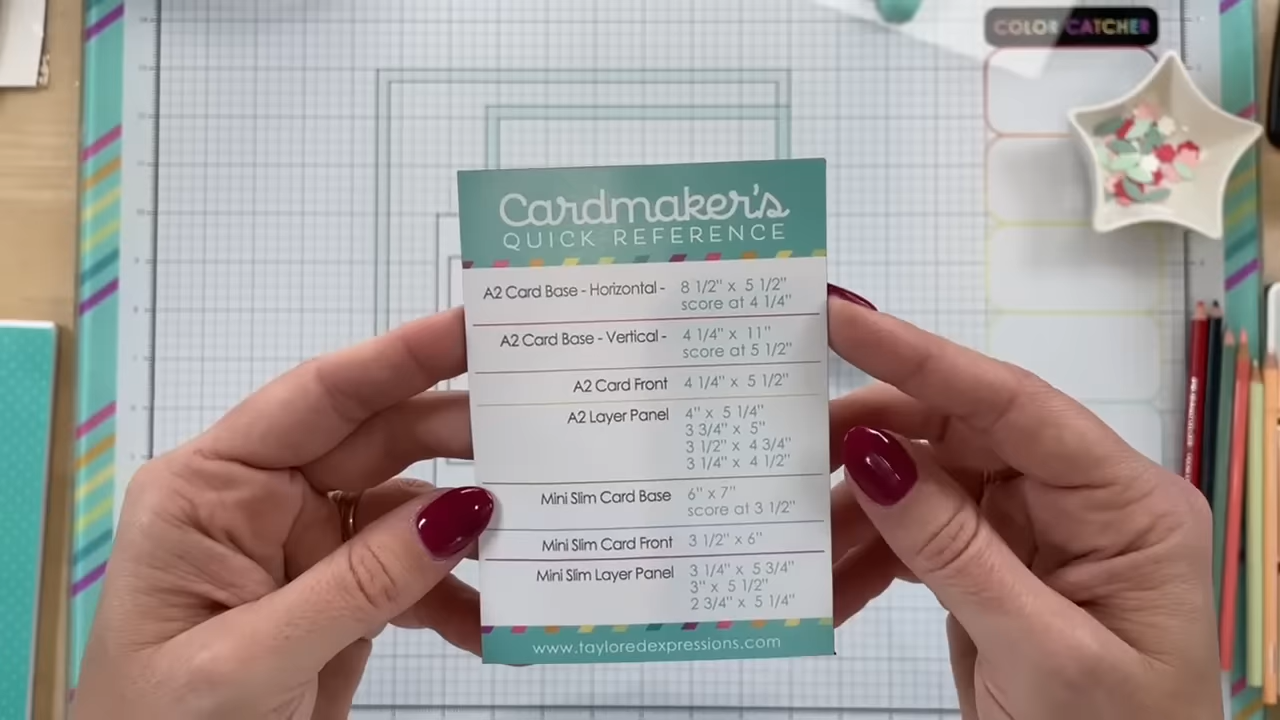 COLOR CATCHER
Cardmaker's
QUICK REFERENCE
A2 Card Base - Horizontal - 8 1/2" x 5 1/2"
score at 4 1/4"
A2 Card Base - Vertical - 4 1/4" x 11"
score at 5 1/2"
A2 Card Front 4 1/4" x 5 1/2"
A2 Layer Panel 4" x 5 1/4"
3 3/4" x 5"
3 1/2" x 4 3/4"
3 1/4" x 4 1/2"
Mini Slim Card Base 6" x 7"
score at 3 1/2"
Mini Slim Card Front 3 1/2" x 6"
Mini Slim Layer Panel 3 1/4" x 5 3/4"
3" x 5 1/2"
2 3/4" x 5 1/4"
www.tayloredexpressions.com